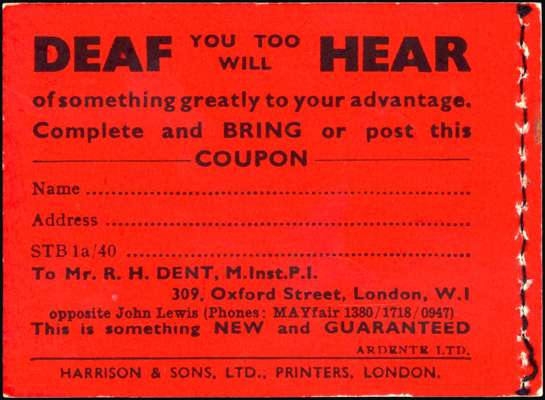 DEAF YOU TOO WILL HEAR
of something greatly to your advantage.
Complete and BRING or post this
COUPON
Name
Address
STB 1a/40
To Mr. R. H. DENT, M.Inst.P.I.
309, Oxford Street, London, W.1
opposite John Lewis (Phones: MAYfair 1380/1718/0947)
This is something NEW and GUARANTEED
ARDENTE LTD.
HARRISON & SONS, LTD., PRINTERS, LONDON.